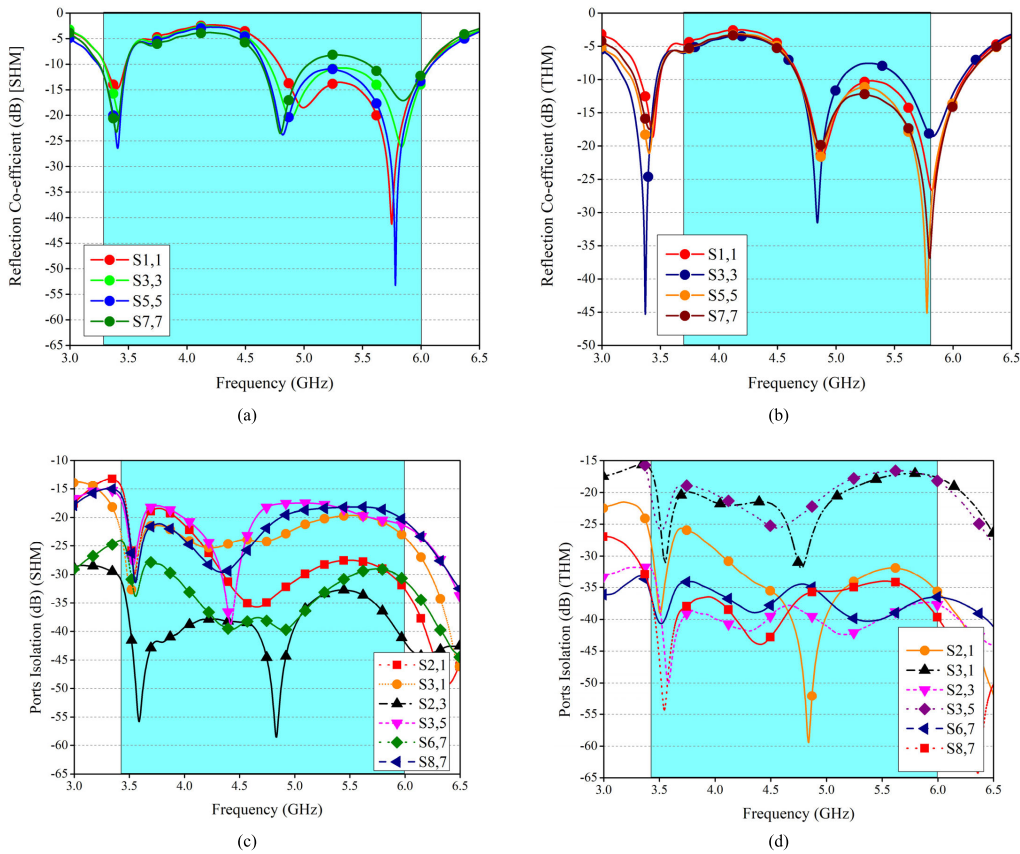 Reflection Co-efficient (dB) [SHM]
0
-5
-10
-15
-20
-25
-30
-35
-40
-45
-50
-55
-60
-65
S1,1
S3,3
S5,5
S7,7
3.0 3.5 4.0 4.5 5.0 5.5 6.0 6.5
Frequency (GHz)
(a)
Reflection Co-efficient (dB) (THM)
0
-5
-10
-15
-20
-25
-30
-35
-40
-45
-50
S1,1
S3,3
S5,5
S7,7
3.0 3.5 4.0 4.5 5.0 5.5 6.0 6.5
Frequency (GHz)
(b)
Ports Isolation (dB) (SHM)
-10
-15
-20
-25
-30
-35
-40
-45
-50
-55
-60
-65
S2,1
S3,1
S2,3
S3,5
S6,7
S8,7
3.0 3.5 4.0 4.5 5.0 5.5 6.0 6.5
Frequency (GHz)
(c)
Ports Isolation (dB) (THM)
-15
-20
-25
-30
-35
-40
-45
-50
-55
-60
-65
S2,1
S3,1
S2,3
S3,5
S6,7
S8,7
3.0 3.5 4.0 4.5 5.0 5.5 6.0 6.5
Frequency (GHz)
(d)